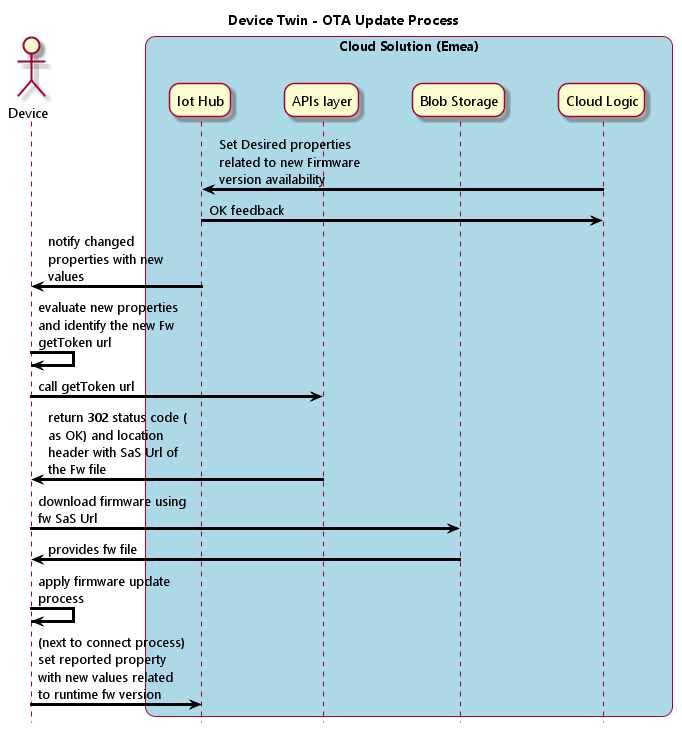 Device Twin - OTA Update Process
Cloud Solution (Emea)
Device
Iot Hub
APIs layer
Blob Storage
Cloud Logic
Set Desired properties
related to new Firmware
version availability
OK feedback
notify changed
properties with new
values
evaluate new properties
and identify the new Fw
getToken url
call getToken url
return 302 status code (
as OK) and location
header with SaS Url of
the Fw file
download firmware using
fw SaS Url
provides fw file
apply firmware update
process
(next to connect process)
set reported property
with new values related
to runtime fw version